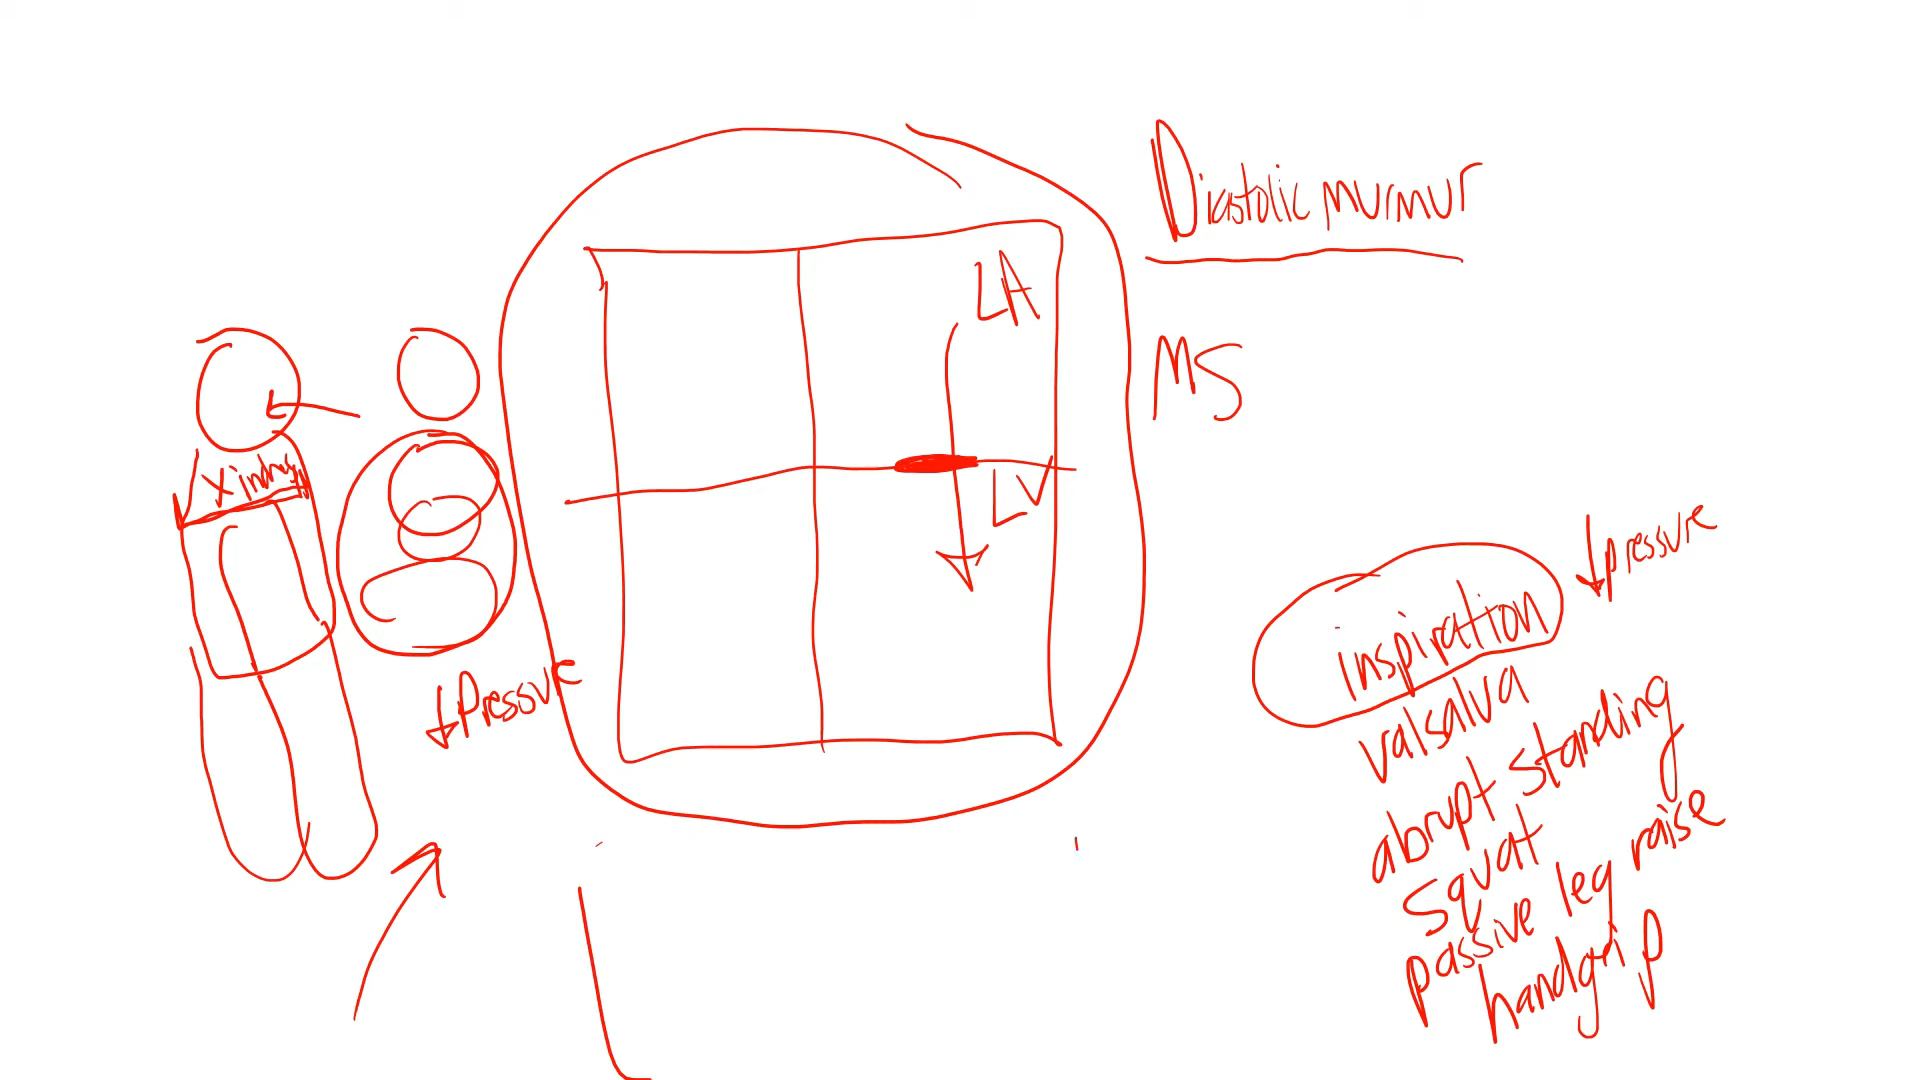 Diastolic murmur
LA
MS
LV
↓ pressure
inspiration
valsalva
abrupt standing
squat
passive leg raise
handgrip
↓ Pressure